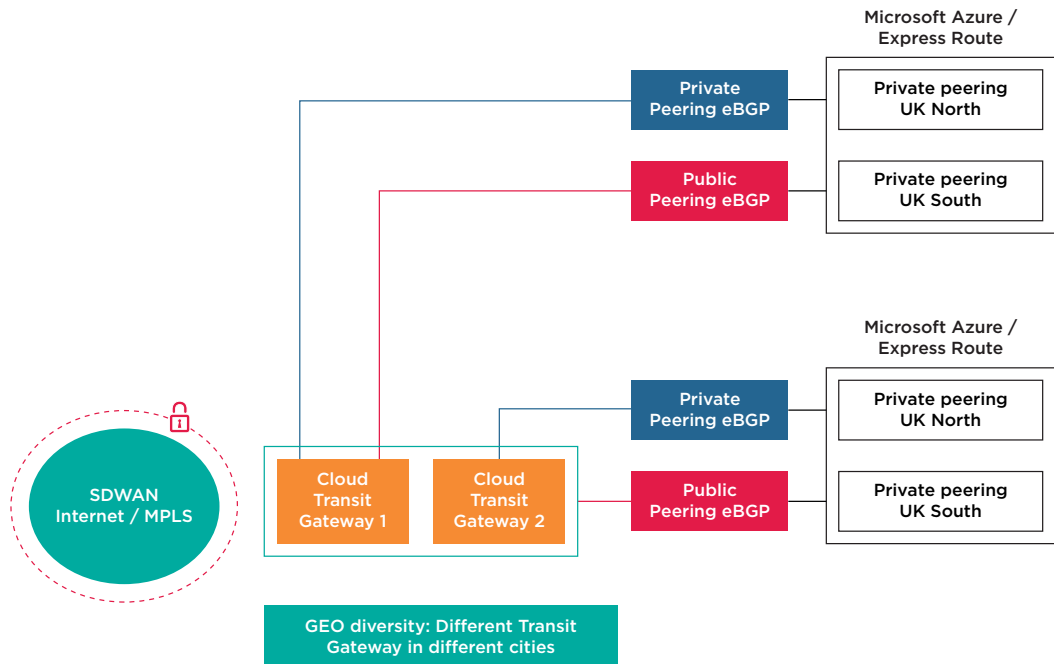 Microsoft Azure /
Express Route
Private
Peering eBGP
Private peering
UK North
Public
Peering eBGP
Private peering
UK South
Microsoft Azure /
Express Route
Private
Peering eBGP
Private peering
UK North
SDWAN
Internet / MPLS
Cloud
Transit
Gateway 1
Cloud
Transit
Gateway 2
Public
Peering eBGP
Private peering
UK South
GEO diversity: Different Transit
Gateway in different cities